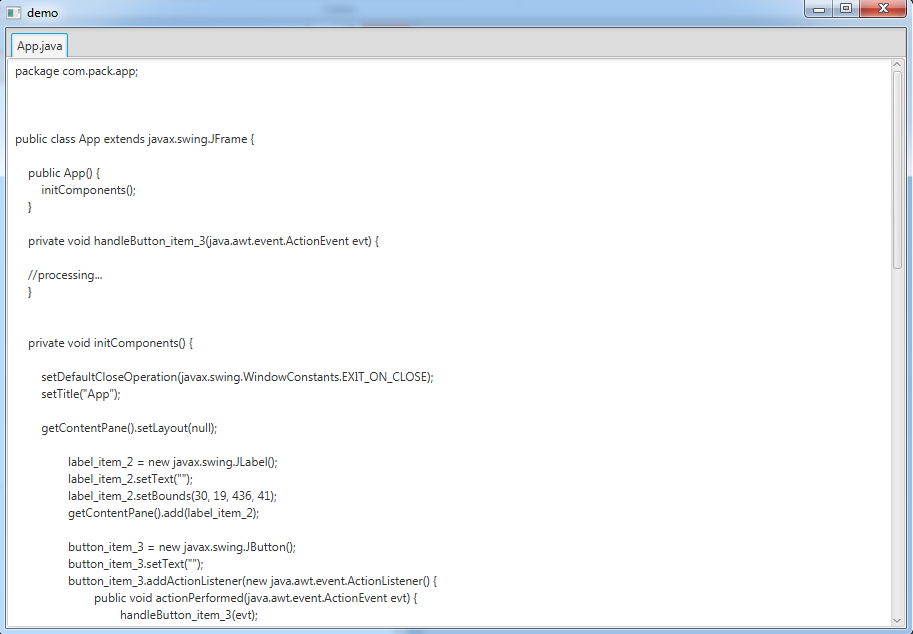 demo
App.java
package com.pack.app;
public class App extends javax.swing.JFrame {
public App() {
initComponents();
}
private void handleButton_item_3(java.awt.event.ActionEvent evt) {
//processing...
}
private void initComponents() {
setDefaultCloseOperation(javax.swing.WindowConstants.EXIT_ON_CLOSE);
setTitle("App");
getContentPane().setLayout(null);
label_item_2 = new javax.swing.JLabel();
label_item_2.setText("");
label_item_2.setBounds(30, 19, 436, 41);
getContentPane().add(label_item_2);
button_item_3 = new javax.swing.JButton();
button_item_3.setText("");
button_item_3.addActionListener(new java.awt.event.ActionListener() {
public void actionPerformed(java.awt.event.ActionEvent evt) {
handleButton_item_3(evt);